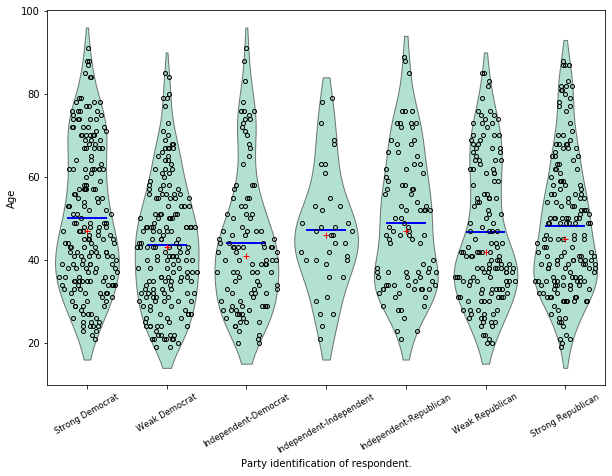 100
80
60
40
20
Age
Strong Democrat
Weak Democrat
Independent-Democrat
Independent-Independent
Independent-Republican
Weak Republican
Strong Republican
Party identification of respondent.